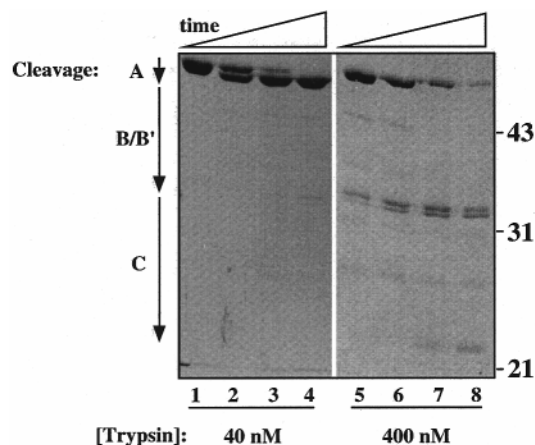 time
Cleavage:
A
B/B'
C
-43
-31
-21
1 2 3 4 5 6 7 8
[Trypsin]: 40 nM 400 nM